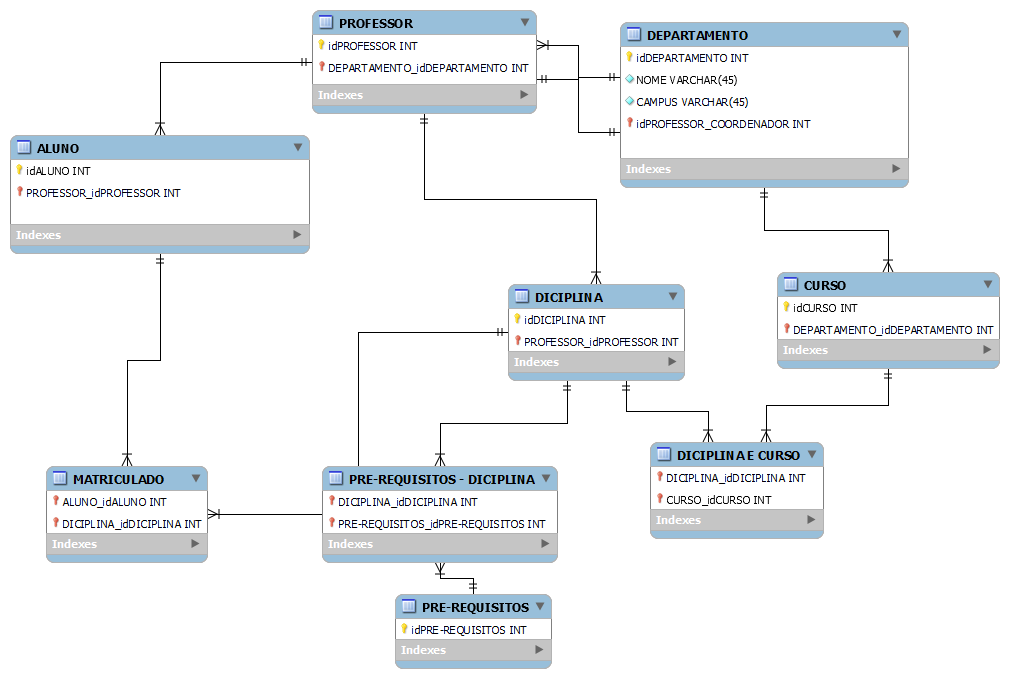 PROFESSOR
idPROFESSOR INT
DEPARTAMENTO_idDEPARTAMENTO INT
Indexes
DEPARTAMENTO
idDEPARTAMENTO INT
NOME VARCHAR(45)
CAMPUS VARCHAR(45)
idPROFESSOR_COORDENADOR INT
Indexes
ALUNO
idALUNO INT
PROFESSOR_idPROFESSOR INT
Indexes
DICIPLINA
idDICIPLINA INT
PROFESSOR_idPROFESSOR INT
Indexes
CURSO
idCURSO INT
DEPARTAMENTO_idDEPARTAMENTO INT
Indexes
MATRICULADO
ALUNO_idALUNO INT
DICIPLINA_idDICIPLINA INT
Indexes
PRE-REQUISITOS - DICIPLINA
DICIPLINA_idDICIPLINA INT
PRE-REQUISITOS_idPRE-REQUISITOS INT
Indexes
DICIPLINA E CURSO
DICIPLINA_idDICIPLINA INT
CURSO_idCURSO INT
Indexes
PRE-REQUISITOS
idPRE-REQUISITOS INT
Indexes